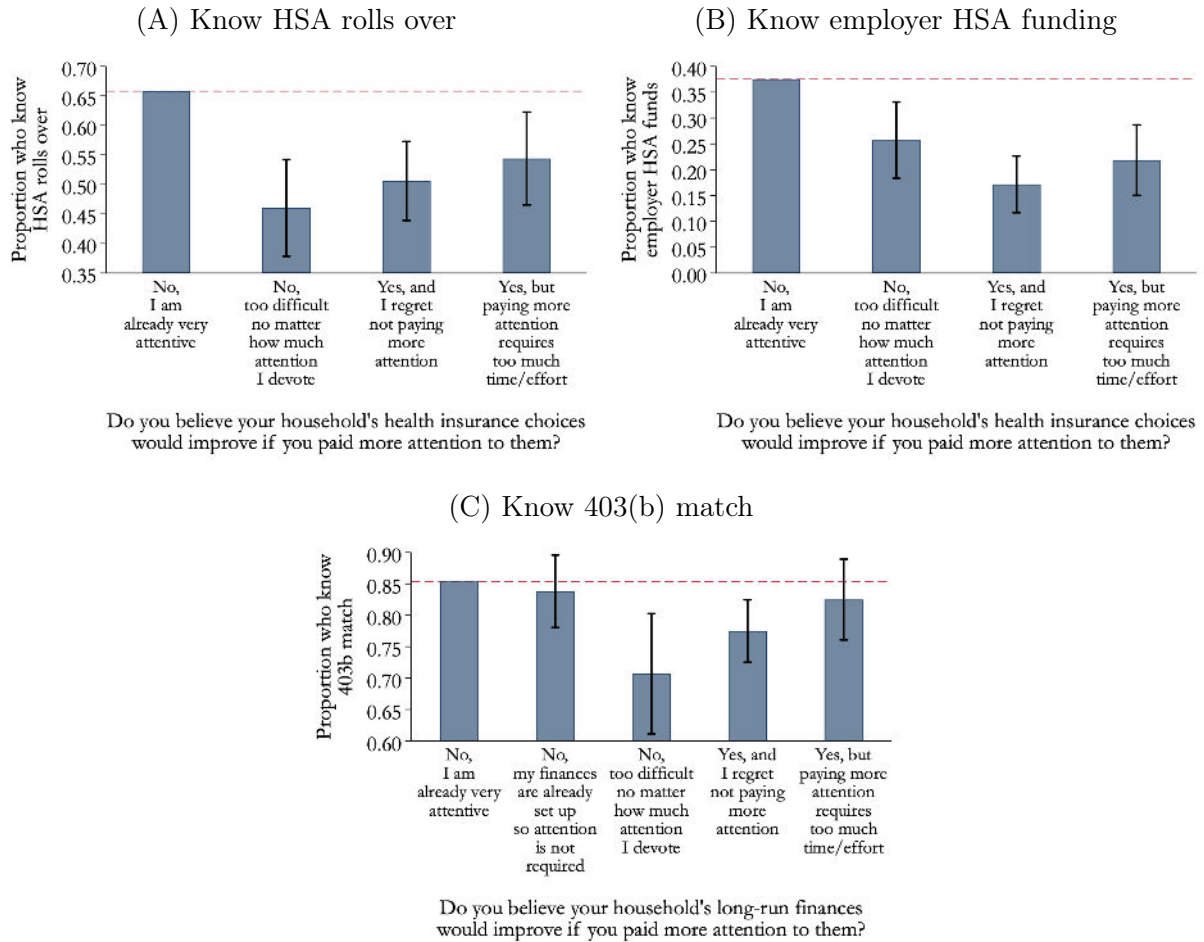 (A) Know HSA rolls over
Proportion who know
HSA rolls over
0.70
0.65
0.60
0.55
0.50
0.45
0.40
0.35
No,
I am
already very
attentive
No,
too difficult
no matter
how much
attention
I devote
Yes, and
I regret
not paying
more
attention
Yes, but
paying more
attention
requires
too much
time/effort
Do you believe your household's health insurance choices
would improve if you paid more attention to them?
(B) Know employer HSA funding
Proportion who know
employer HSA funds
0.40
0.35
0.30
0.25
0.20
0.15
0.10
0.05
0.00
No,
I am
already very
attentive
No,
too difficult
no matter
how much
attention
I devote
Yes, and
I regret
not paying
more
attention
Yes, but
paying more
attention
requires
too much
time/effort
Do you believe your household's health insurance choices
would improve if you paid more attention to them?
(C) Know 403(b) match
Proportion who know
403b match
0.90
0.85
0.80
0.75
0.70
0.65
0.60
No,
I am
already very
attentive
No,
my finances
are already
set up
so attention
is not
required
No,
too difficult
no matter
how much
attention
I devote
Yes, and
I regret
not paying
more
attention
Yes, but
paying more
attention
requires
too much
time/effort
Do you believe your household's long-run finances
would improve if you paid more attention to them?